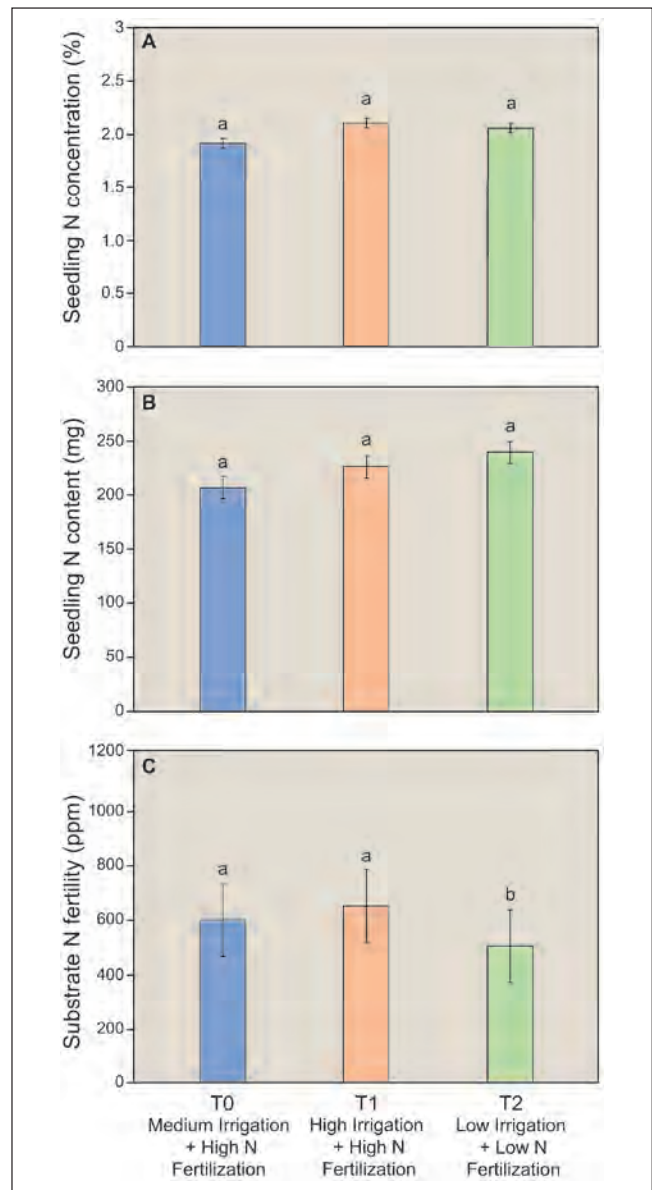 A
Seedling N concentration (%)
3
2.5
2.0
1.5
1.0
0.5
0
a
a
a
B
Seedling N content (mg)
300
250
200
150
100
50
0
a
a
a
C
Substrate N fertility (ppm)
1200
1000
800
600
400
200
0
a
a
b
T0
Medium Irrigation
+ High N
Fertilization
T1
High Irrigation
+ High N
Fertilization
T2
Low Irrigation
+ Low N
Fertilization